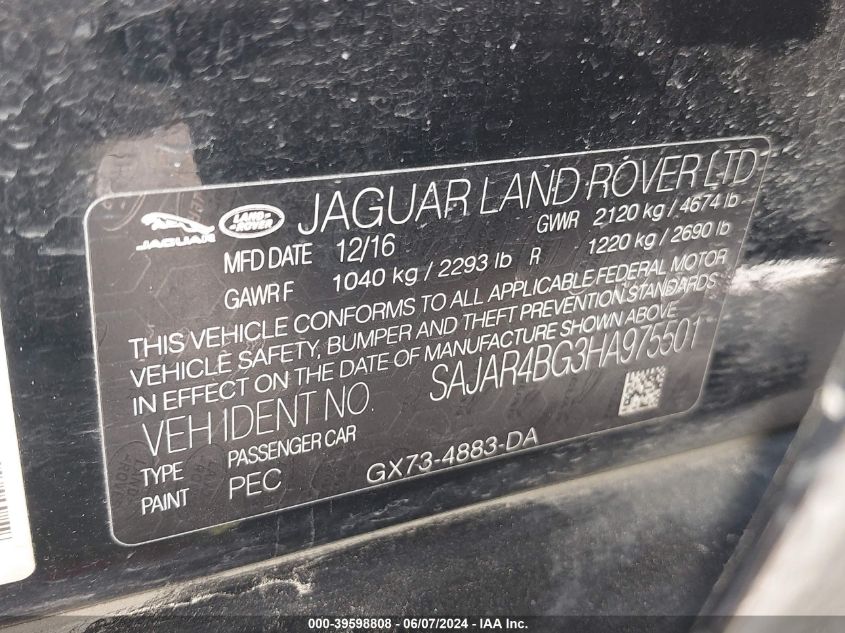 JAGUAR
LAND ROVER
JAGUAR LAND ROVER LTD
MFD DATE 12/16 GVWR 2120 kg / 4674 lb
GAWR F 1040 kg / 2293 lb R 1220 kg / 2690 lb
THIS VEHICLE CONFORMS TO ALL APPLICABLE FEDERAL MOTOR
VEHICLE SAFETY, BUMPER AND THEFT PREVENTION STANDARDS
IN EFFECT ON THE DATE OF MANUFACTURE SHOWN ABOVE
VEH IDENT NO. SAJAR4BG3HA975501
TYPE PASSENGER CAR
PAINT PEC GX73-4883-DA
000-39598808 | 06/07/2024 - IAA Inc.